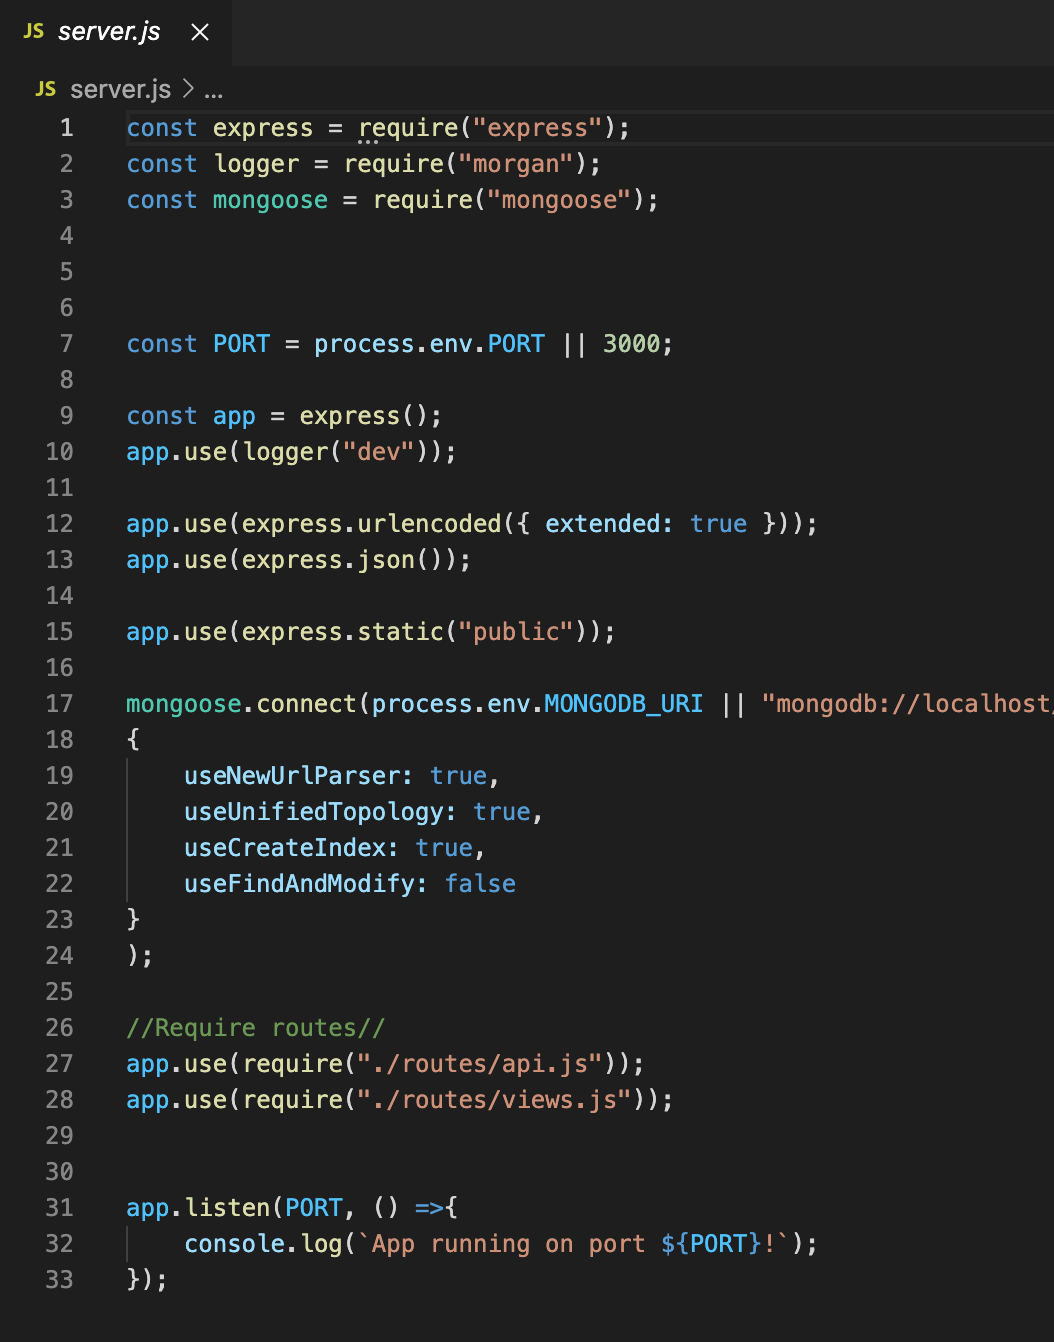 JS server.js ×
JS server.js > ...
1 const express = require("express");
2 const logger = require("morgan");
3 const mongoose = require("mongoose");
4
5
6
7 const PORT = process.env.PORT || 3000;
8
9 const app = express();
10 app.use(logger("dev"));
11
12 app.use(express.urlencoded({ extended: true }));
13 app.use(express.json());
14
15 app.use(express.static("public"));
16
17 mongoose.connect(process.env.MONGODB_URI || "mongodb://localhost/
18 {
19     useNewUrlParser: true,
20     useUnifiedTopology: true,
21     useCreateIndex: true,
22     useFindAndModify: false
23 }
24 );
25
26 //Require routes//
27 app.use(require("./routes/api.js"));
28 app.use(require("./routes/views.js"));
29
30
31 app.listen(PORT, () =>{
32     console.log(`App running on port ${PORT}!`);
33 });